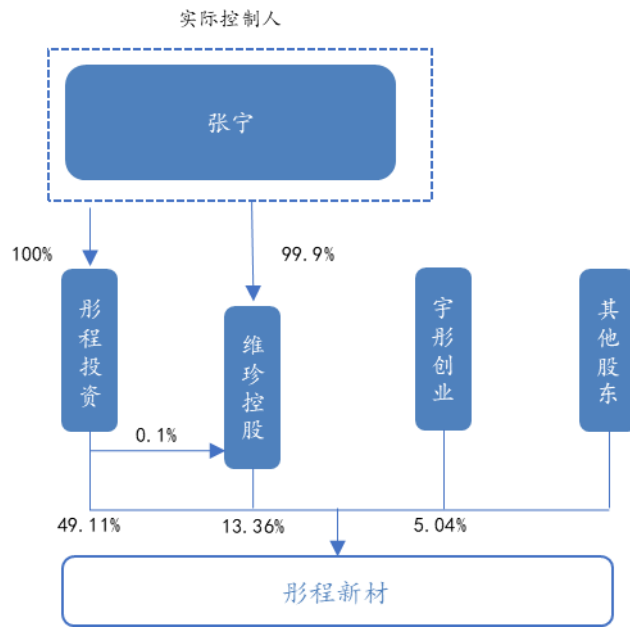 实际控制人
张宁
100%
99.9%
彤程投资
维珍控股
宇彤创业
其他股东
0.1%
49.11%
13.36%
5.04%
彤程新材